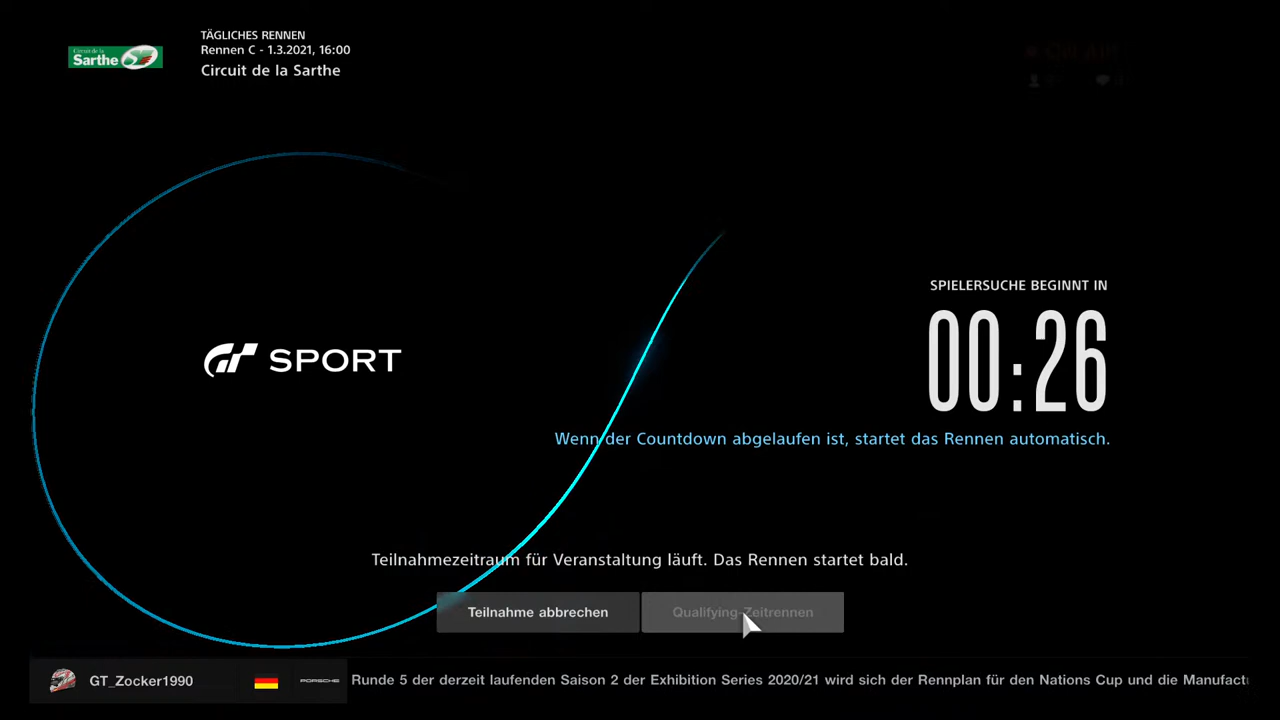 Circuit de la
Sarthe
TÄGLICHES RENNEN
Rennen C - 1.3.2021, 16:00
Circuit de la Sarthe
GT SPORT
SPIELERSUCHE BEGINNT IN
00:26
Wenn der Countdown abgelaufen ist, startet das Rennen automatisch.
Teilnahmezeitraum für Veranstaltung läuft. Das Rennen startet bald.
Teilnahme abbrechen
Qualifying-Zeitrennen
GT_Zocker1990
PORSCHE
Runde 5 der derzeit laufenden Saison 2 der Exhibition Series 2020/21 wird sich der Rennplan für den Nations Cup und die Manufactu